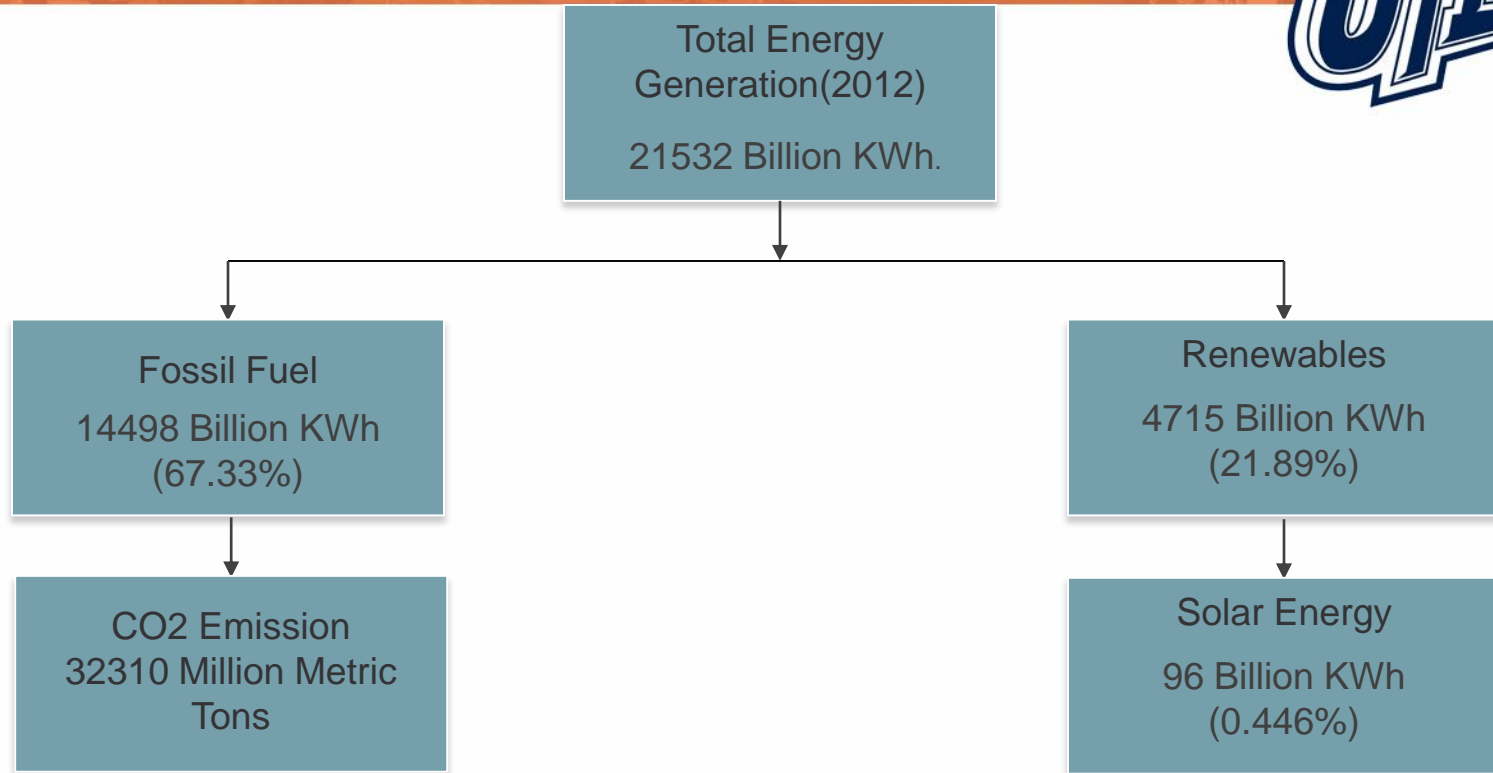 Total Energy
Generation(2012)
21532 Billion KWh.
Fossil Fuel
14498 Billion KWh
(67.33%)
Renewables
4715 Billion KWh
(21.89%)
CO2 Emission
32310 Million Metric
Tons
Solar Energy
96 Billion KWh
(0.446%)